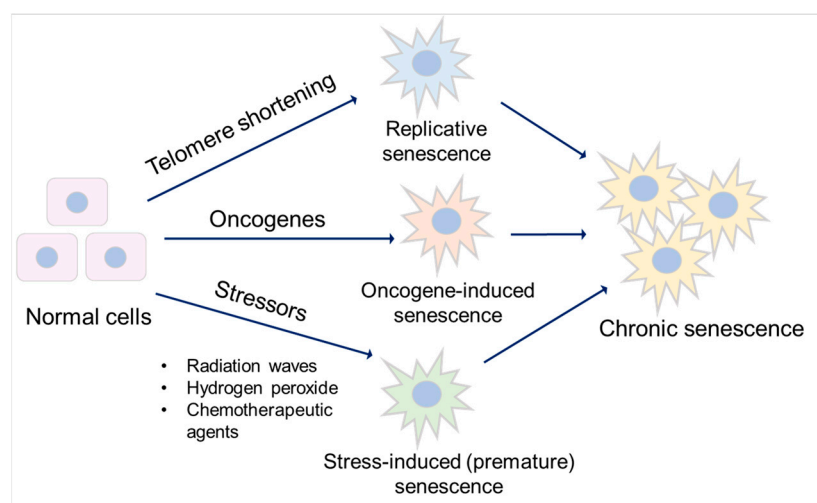 Telomere shortening
Replicative
senescence
Oncogenes
Oncogene-induced
senescence
Normal cells
Stressors
• Radiation waves
• Hydrogen peroxide
• Chemotherapeutic
agents
Stress-induced (premature)
senescence
Chronic senescence